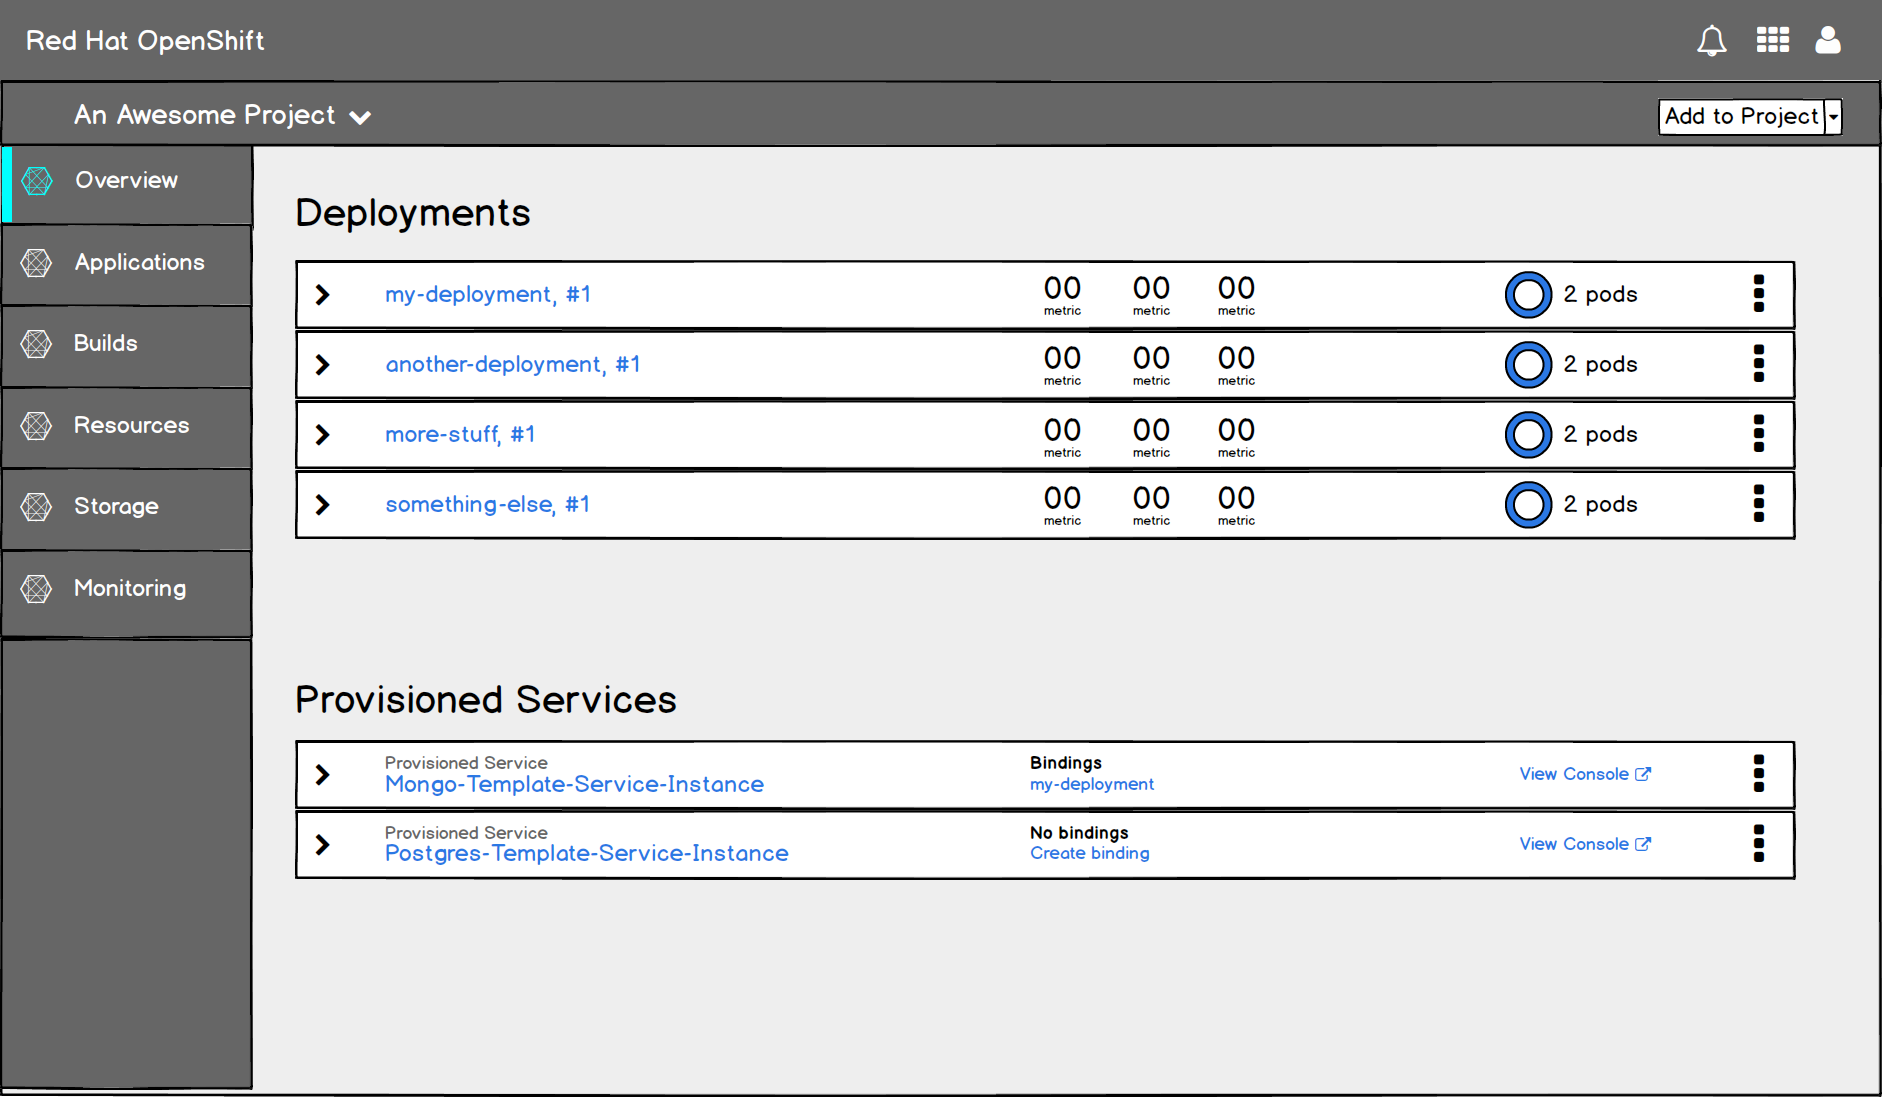 Red Hat OpenShift
An Awesome Project
Add to Project
Overview
Applications
Builds
Resources
Storage
Monitoring
Deployments
my-deployment, #1
00 00 00
metric metric metric
2 pods
another-deployment, #1
00 00 00
metric metric metric
2 pods
more-stuff, #1
00 00 00
metric metric metric
2 pods
something-else, #1
00 00 00
metric metric metric
2 pods
Provisioned Services
Provisioned Service
Mongo-Template-Service-Instance
Bindings
my-deployment
View Console
Provisioned Service
Postgres-Template-Service-Instance
No bindings
Create binding
View Console